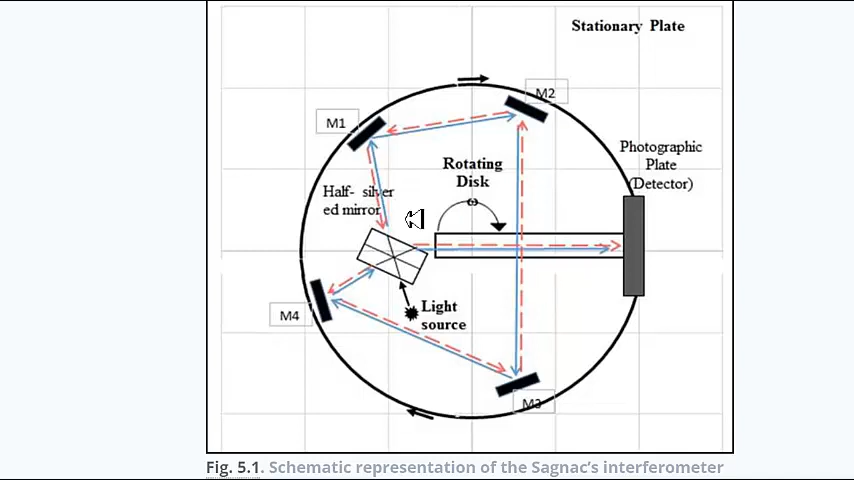 Stationary Plate
M2
M1
Photographic
Plate
(Detector)
Rotating
Disk
ω
Half- silver
ed mirror
Light
source
M4
M3
Fig. 5.1. Schematic representation of the Sagnac's interferometer